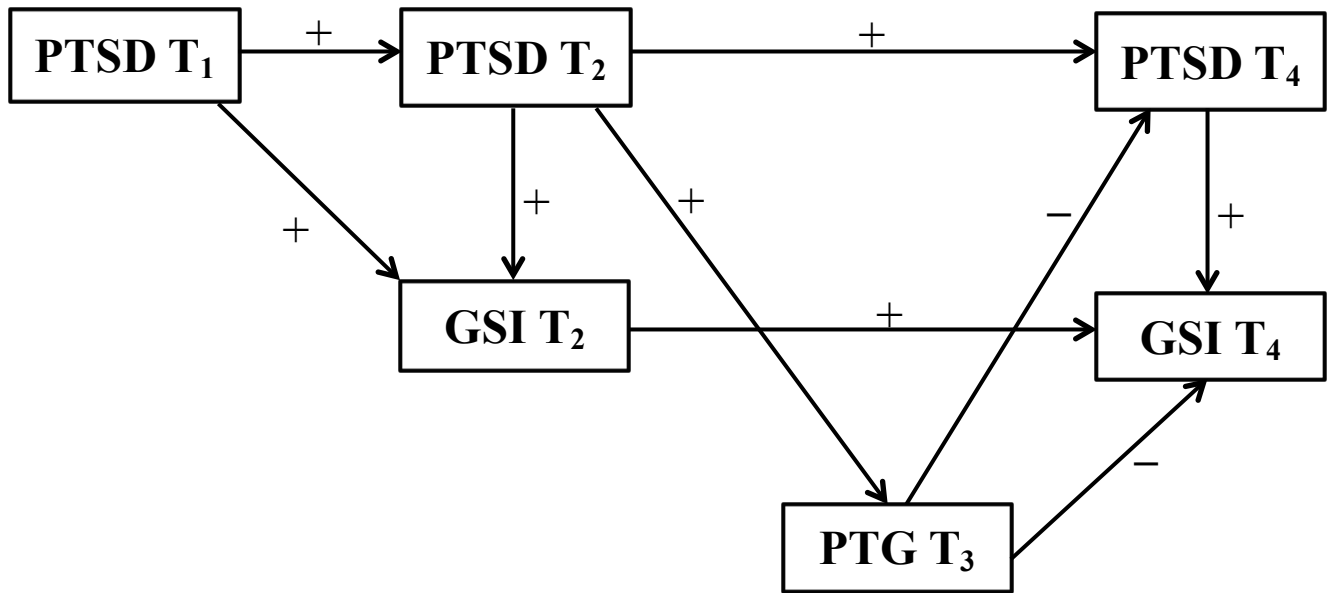 PTSD T₁
+
PTSD T₂
+
PTSD T₄
+
+
+
−
+
GSI T₂
+
GSI T₄
−
PTG T₃